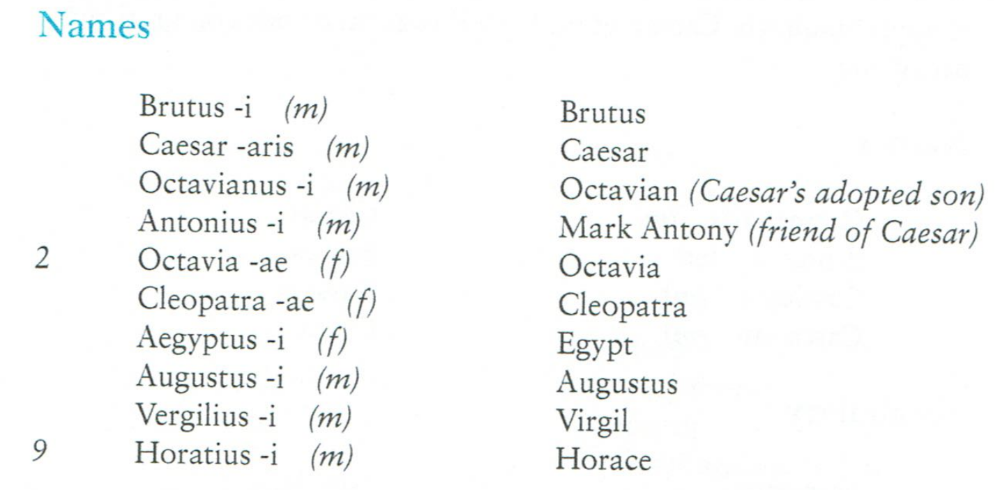 Names
Brutus -i (m) Brutus
Caesar -aris (m) Caesar
Octavianus -i (m) Octavian (Caesar's adopted son)
Antonius -i (m) Mark Antony (friend of Caesar)
2 Octavia -ae (f) Octavia
Cleopatra -ae (f) Cleopatra
Aegyptus -i (f) Egypt
Augustus -i (m) Augustus
Vergilius -i (m) Virgil
9 Horatius -i (m) Horace